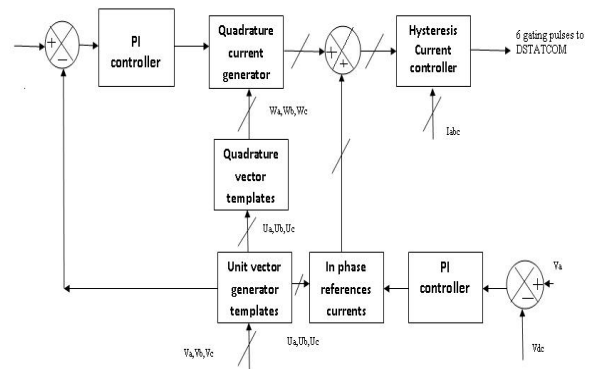 PI
controller
Quadrature
current
generator
Hysteresis
Current
controller
6 gating pulses to
DSTATCOM
Wa,Wb,Wc
Iabc
Quadrature
vector
templates
Ua,Ub,Uc
Unit vector
generator
templates
In phase
references
currents
PI
controller
Va
Vdc
Va,Vb,Vc
Ua,Ub,Uc